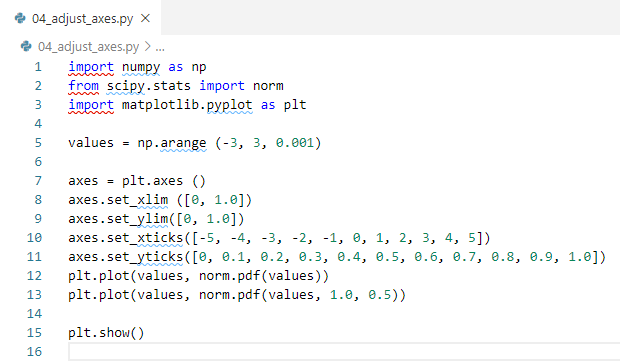 04_adjust_axes.py ×
04_adjust_axes.py > ...
1 import numpy as np
2 from scipy.stats import norm
3 import matplotlib.pyplot as plt
4
5 values = np.arange (-3, 3, 0.001)
6
7 axes = plt.axes ()
8 axes.set_xlim ([0, 1.0])
9 axes.set_ylim([0, 1.0])
10 axes.set_xticks([-5, -4, -3, -2, -1, 0, 1, 2, 3, 4, 5])
11 axes.set_yticks([0, 0.1, 0.2, 0.3, 0.4, 0.5, 0.6, 0.7, 0.8, 0.9, 1.0])
12 plt.plot(values, norm.pdf(values))
13 plt.plot(values, norm.pdf(values, 1.0, 0.5))
14
15 plt.show()
16